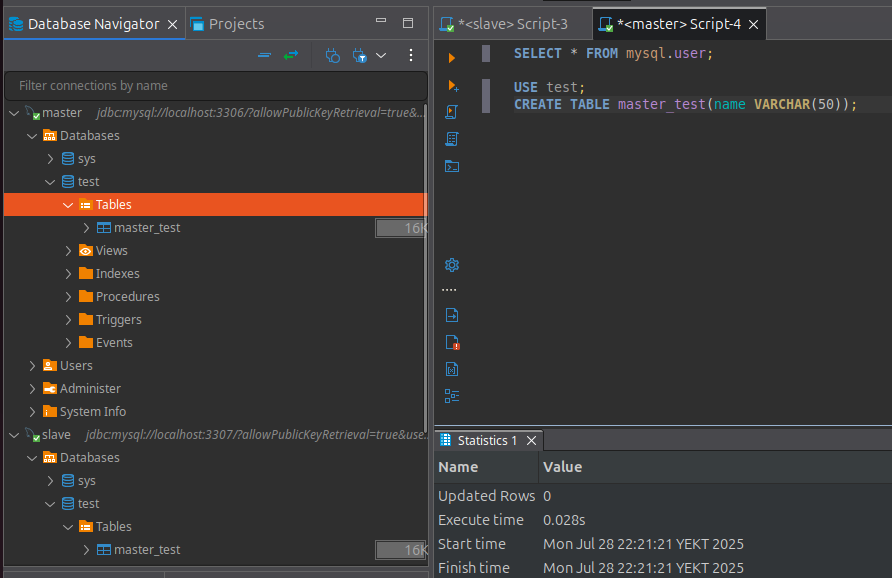 Database Navigator
Projects
Filter connections by name
master jdbc:mysql://localhost:3306/?allowPublicKeyRetrieval=true&...
Databases
sys
test
Tables
master_test 16K
Views
Indexes
Procedures
Triggers
Events
Users
Administer
System Info
slave jdbc:mysql://localhost:3307/?allowPublicKeyRetrieval=true&use...
Databases
sys
test
Tables
master_test 16K
*<slave> Script-3
*<master> Script-4
SELECT * FROM mysql.user;
USE test;
CREATE TABLE master_test(name VARCHAR(50));
Statistics 1
Name Value
Updated Rows 0
Execute time 0.028s
Start time Mon Jul 28 22:21:21 YEKT 2025
Finish time Mon Jul 28 22:21:21 YEKT 2025